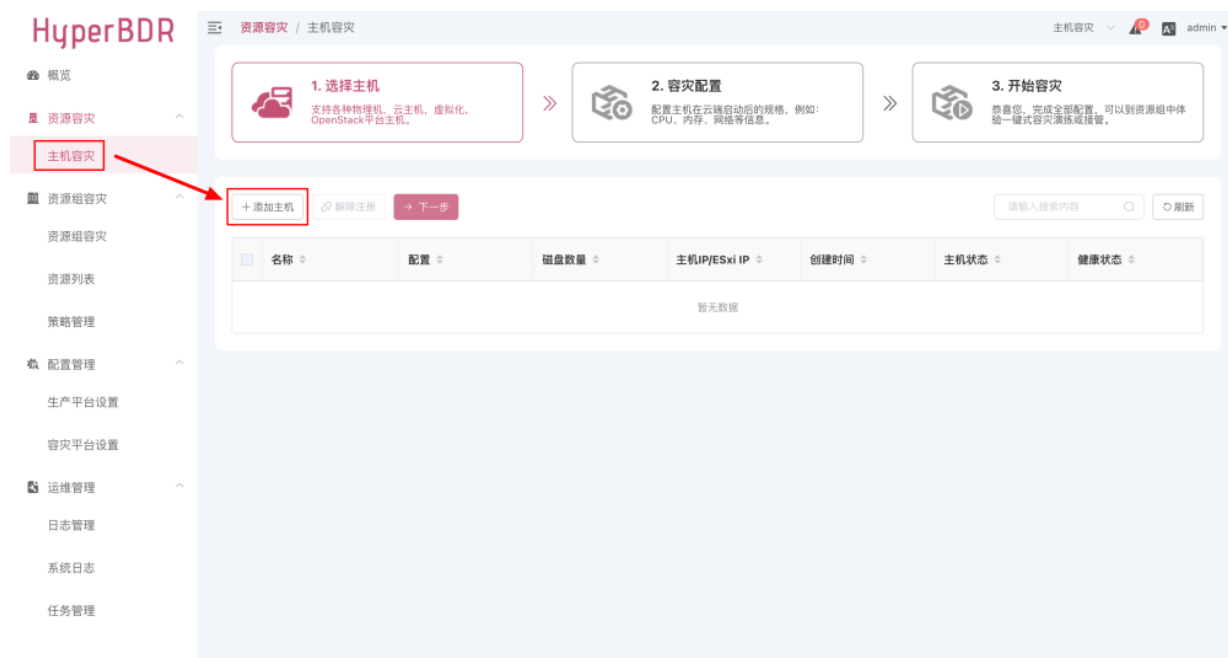 HyperBDR
资源容灾 / 主机容灾
主机容灾
0
admin
概览
资源容灾
主机容灾
资源组容灾
资源组容灾
资源列表
策略管理
配置管理
生产平台设置
容灾平台设置
运维管理
日志管理
系统日志
任务管理
1. 选择主机
支持各种物理机，云主机，虚拟化，
OpenStack平台主机。
2. 容灾配置
配置主机在云端启动后的规格，例如：
CPU、内存、网络等信息。
3. 开始容灾
恭喜您，完成全部配置，可以到资源组中体
验一键式容灾演练或接管。
+ 添加主机 解除注册 → 下一步 请输入搜索内容 刷新
名称 配置 磁盘数量 主机IP/ESxi IP 创建时间 主机状态 健康状态
暂无数据